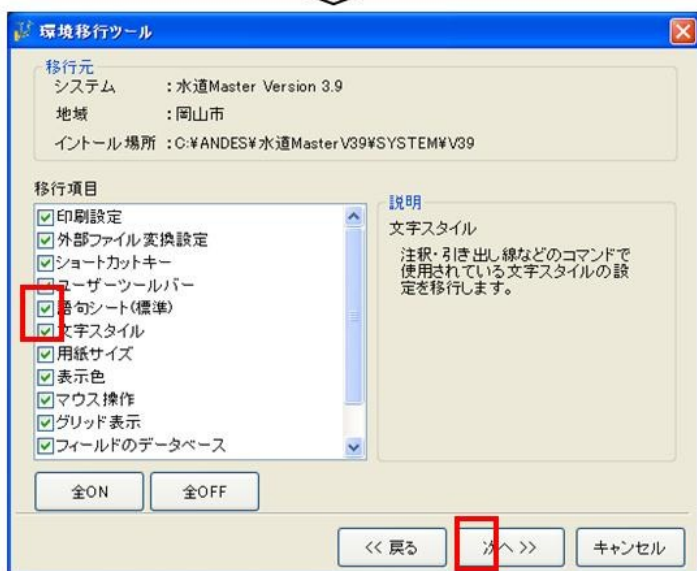 環境移行ツール
移行元
システム :水道Master Version 3.9
地域 :岡山市
イントール場所 :C:¥ANDES¥水道MasterV39¥SYSTEM¥V39
移行項目
印刷設定
外部ファイル変換設定
ショートカットキー
ユーザーツールバー
語句シート(標準)
文字スタイル
用紙サイズ
表示色
マウス操作
グリッド表示
フィールドのデータベース
説明
文字スタイル
注釈・引き出し線などのコマンドで
使用されている文字スタイルの設
定を移行します。
全ON 全OFF
<< 戻る 次へ >> キャンセル